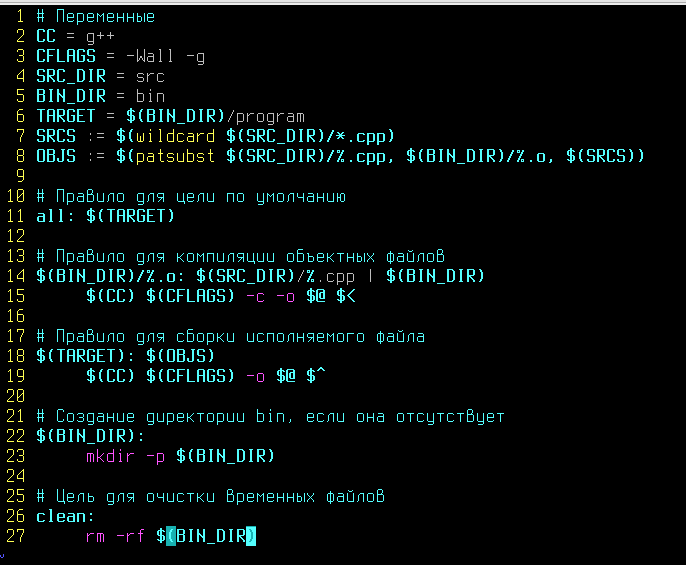 1 # Переменные
2 CC = g++
3 CFLAGS = -Wall -g
4 SRC_DIR = src
5 BIN_DIR = bin
6 TARGET = $(BIN_DIR)/program
7 SRCS := $(wildcard $(SRC_DIR)/*.cpp)
8 OBJS := $(patsubst $(SRC_DIR)/%.cpp, $(BIN_DIR)/%.o, $(SRCS))
9
10 # Правило для цели по умолчанию
11 all: $(TARGET)
12
13 # Правило для компиляции объектных файлов
14 $(BIN_DIR)/%.o: $(SRC_DIR)/%.cpp | $(BIN_DIR)
15 $(CC) $(CFLAGS) -c -o $@ $<
16
17 # Правило для сборки исполняемого файла
18 $(TARGET): $(OBJS)
19 $(CC) $(CFLAGS) -o $@ $^
20
21 # Создание директории bin, если она отсутствует
22 $(BIN_DIR):
23 mkdir -p $(BIN_DIR)
24
25 # Цель для очистки временных файлов
26 clean:
27 rm -rf $(BIN_DIR)
~